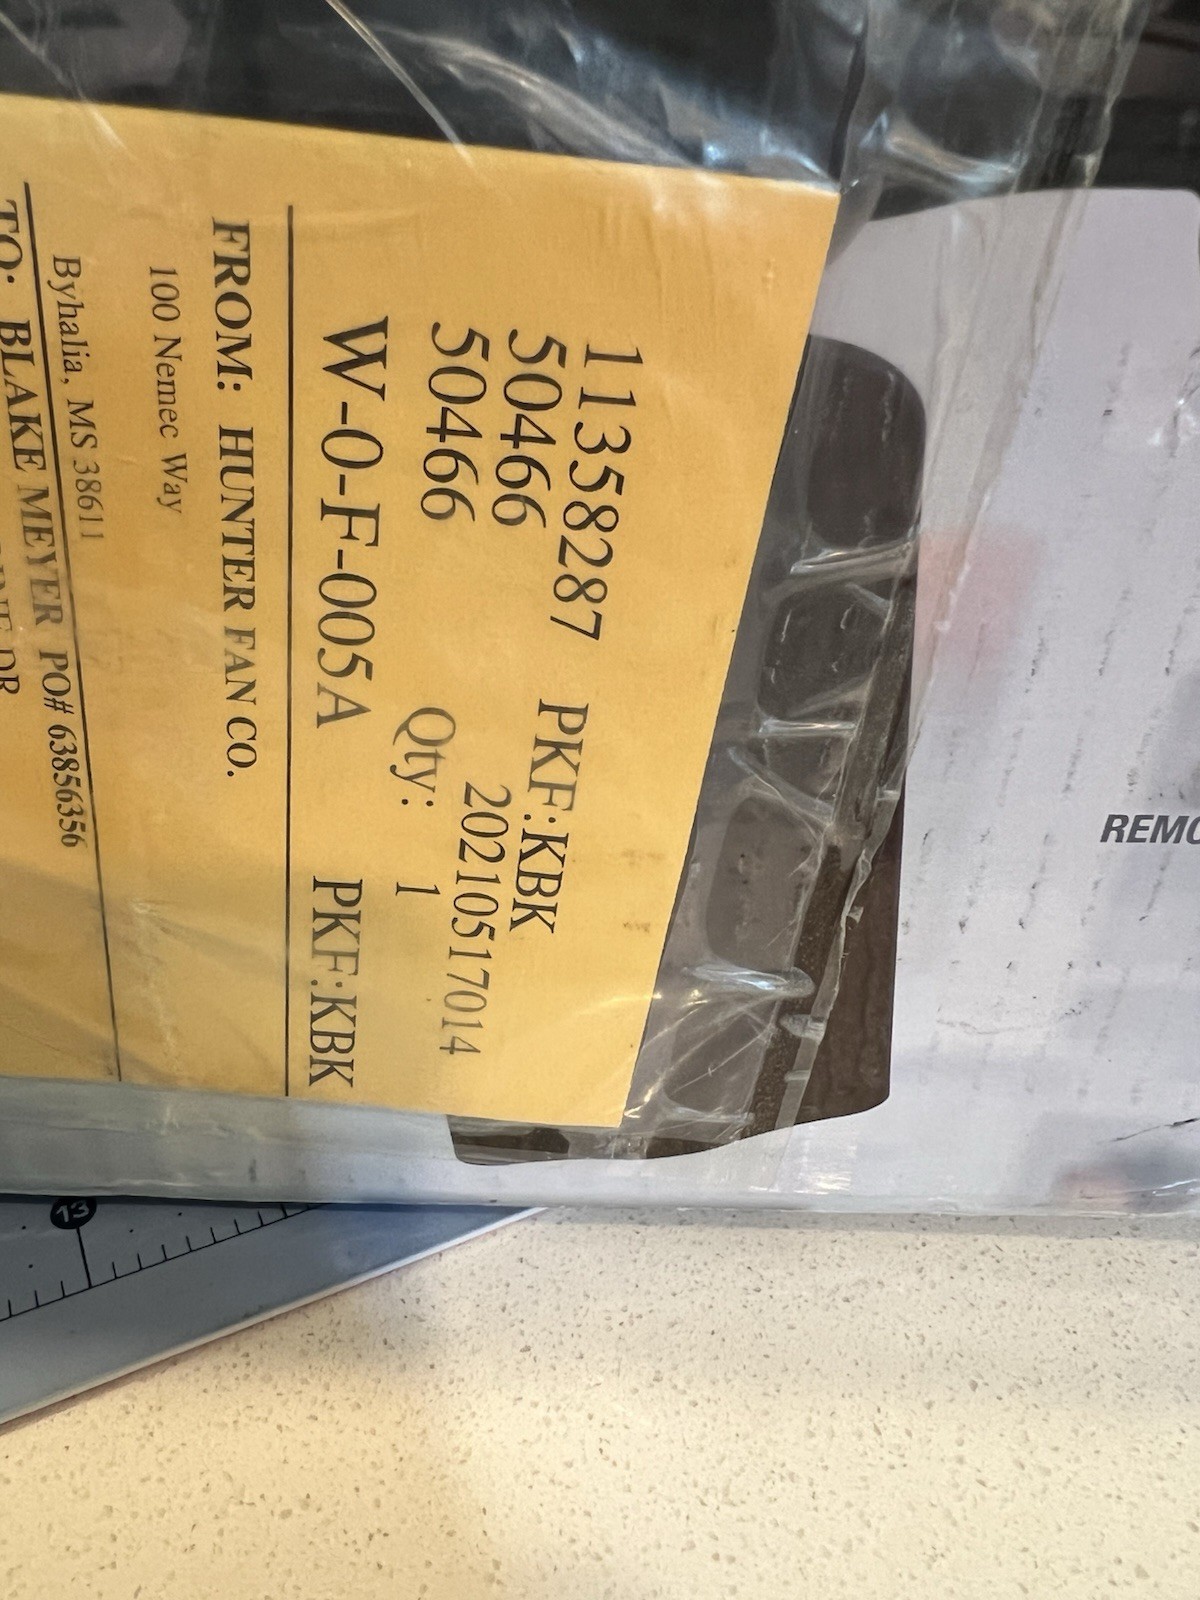 11358287 PKF:KBK
50466 20210517014
50466 Qty: 1
W-0-F-005A PKF:KBK
FROM: HUNTER FAN CO.
100 Nemec Way
Byhalia, MS 38611
TO: BLAKE MEYER PO# 63856356
DR
REMO
13